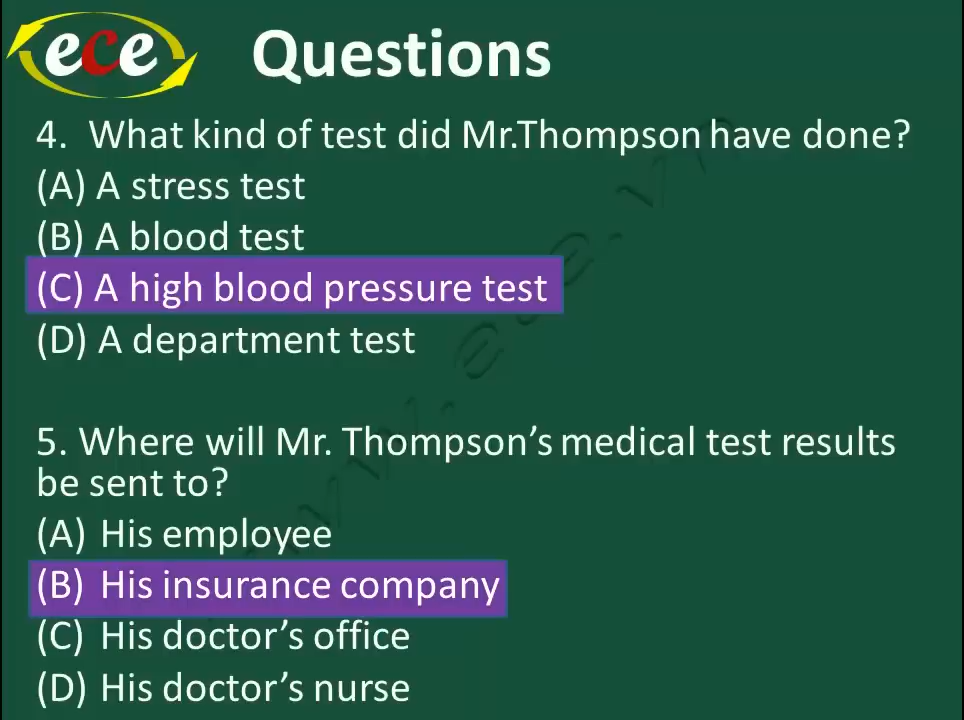 ece
Questions
4. What kind of test did Mr.Thompson have done?
(A) A stress test
(B) A blood test
(C) A high blood pressure test
(D) A department test
5. Where will Mr. Thompson’s medical test results
be sent to?
(A) His employee
(B) His insurance company
(C) His doctor’s office
(D) His doctor’s nurse